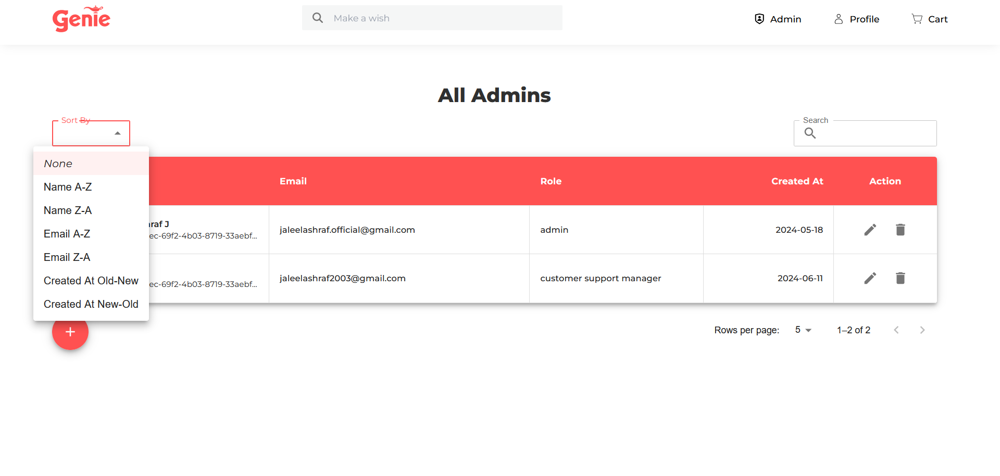 Genie
Make a wish
Admin
Profile
Cart
All Admins
Sort By
Search
None
Name A-Z
Name Z-A
Email A-Z
Email Z-A
Created At Old-New
Created At New-Old
Email
Role
Created At
Action
raf J
ec-69f2-4b03-8719-33aebf...
jaleelashraf.official@gmail.com
admin
2024-05-18
ec-69f2-4b03-8719-33aebf...
jaleelashraf2003@gmail.com
customer support manager
2024-06-11
+
Rows per page:
5
1–2 of 2